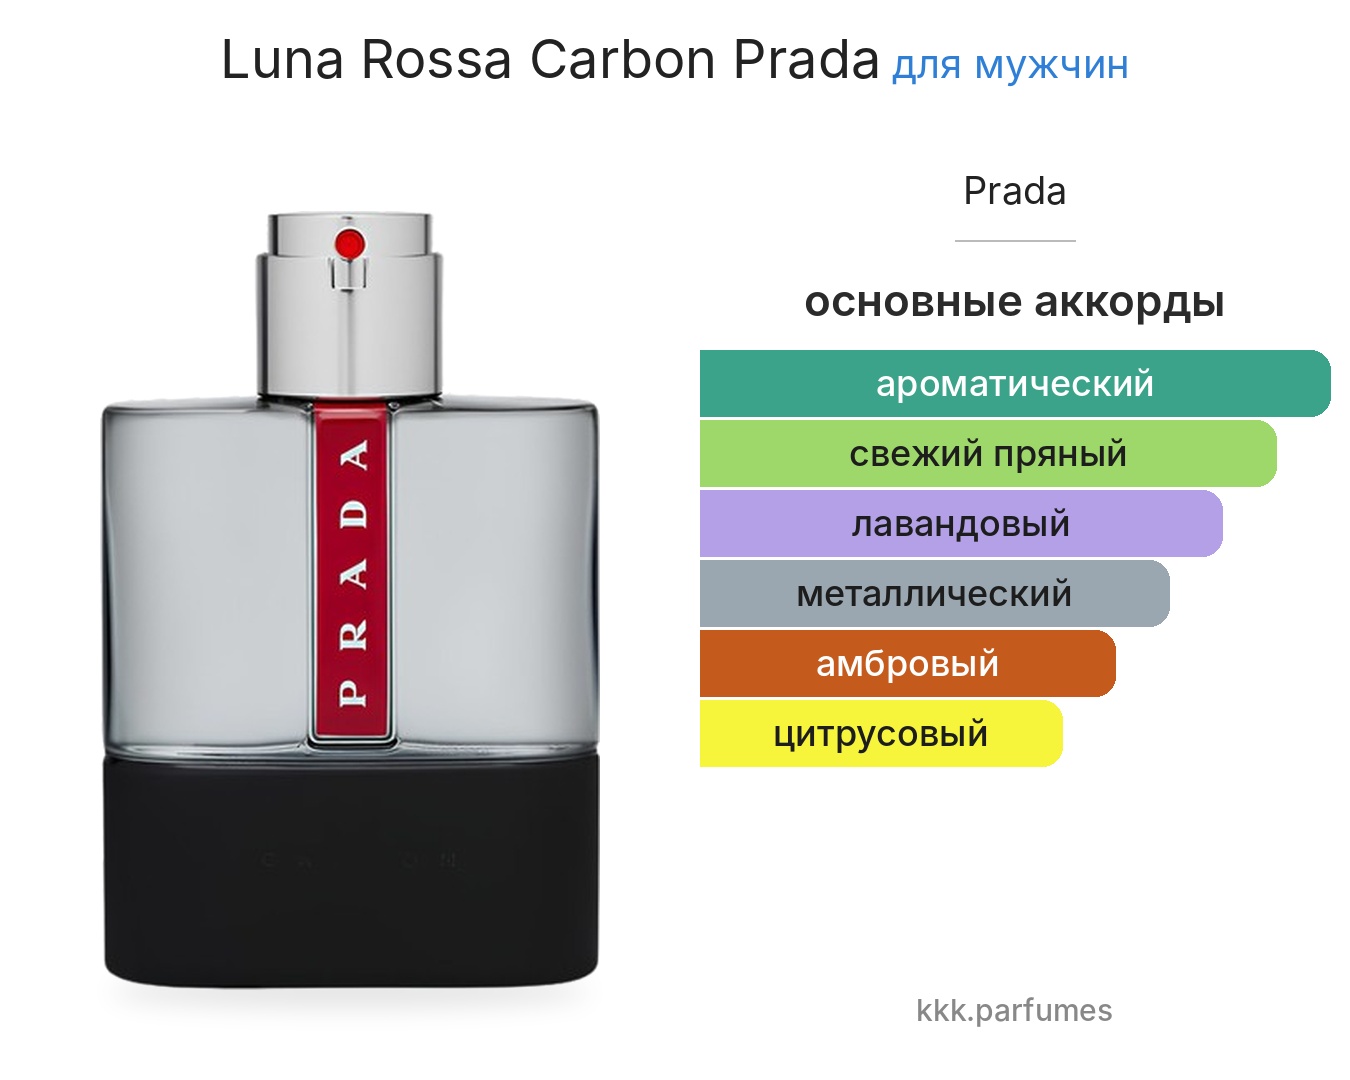 Luna Rossa Carbon Prada для мужчин
PRADA
Prada
основные аккорды
ароматический
свежий пряный
лавандовый
металлический
амбровый
цитрусовый
kkk.parfumes